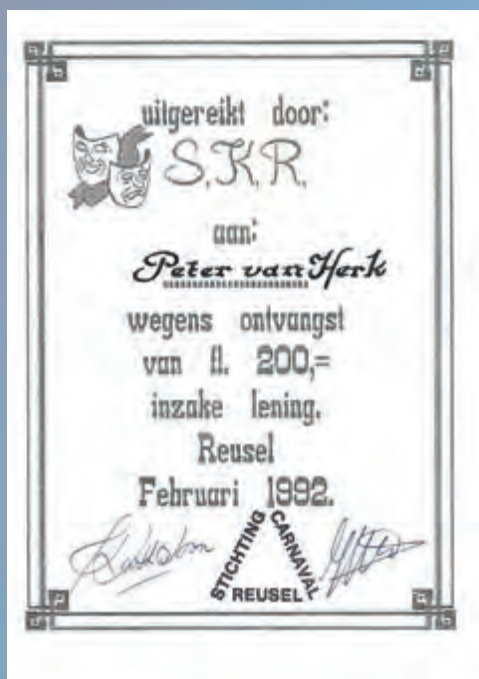 uitgereikt door:
S.K.R.
aan:
Peter van Herk
wegens ontvangst
van fl. 200,=
inzake lening.
Reusel
Februari 1992.
STICHTING CARNAVAL REUSEL